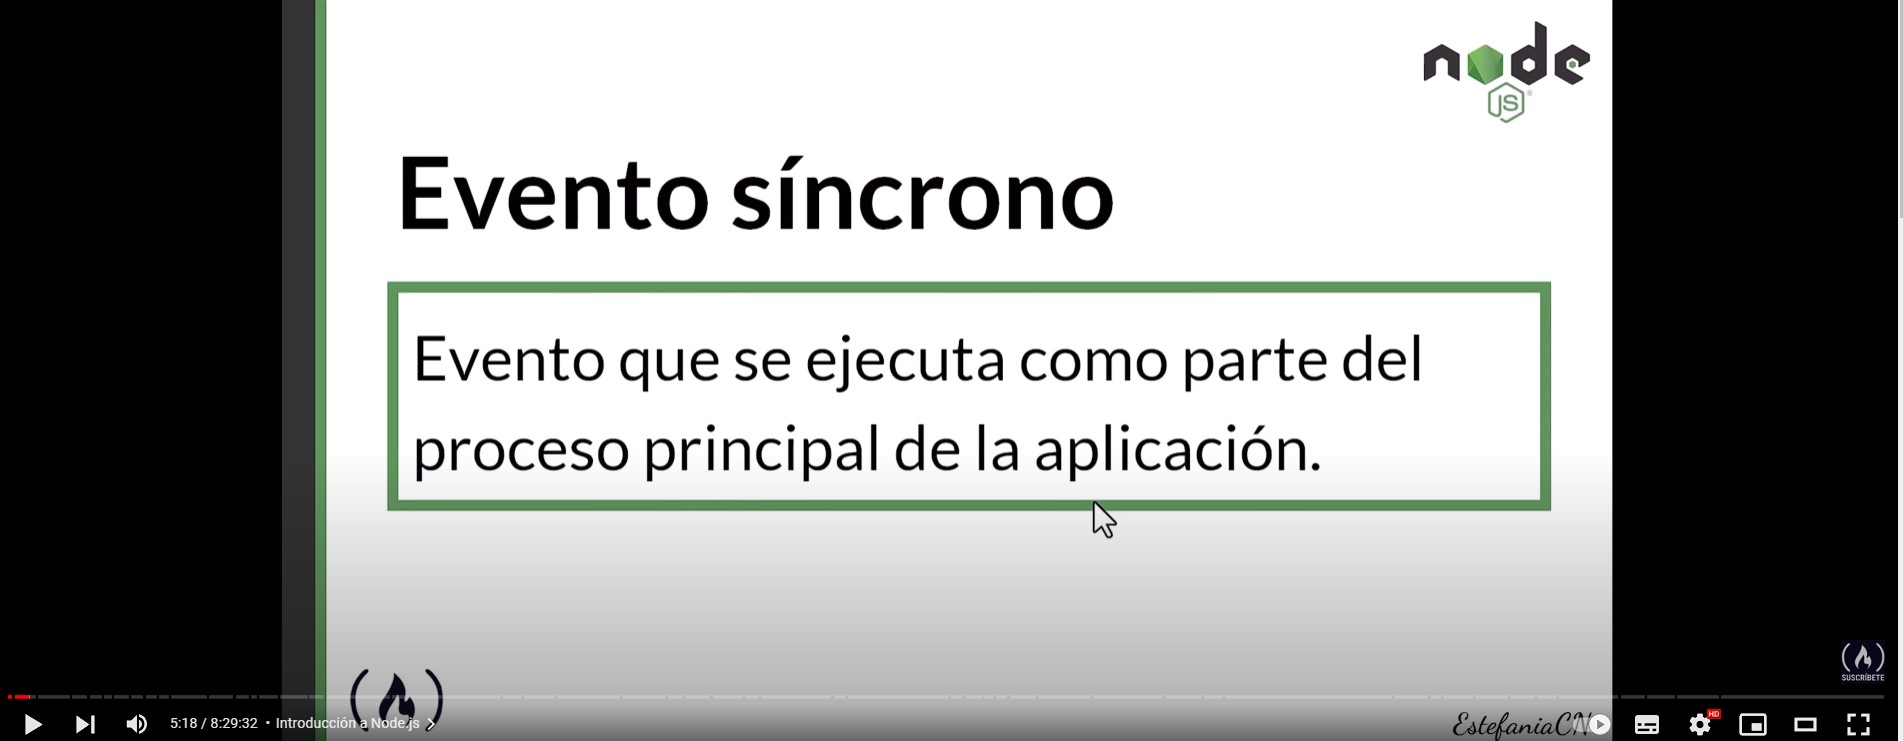 node
JS
Evento síncrono
Evento que se ejecuta como parte del
proceso principal de la aplicación.
SUSCRÍBETE
5:18 / 8:29:32 • Introducción a Node.js
EstefaniaCN
HD